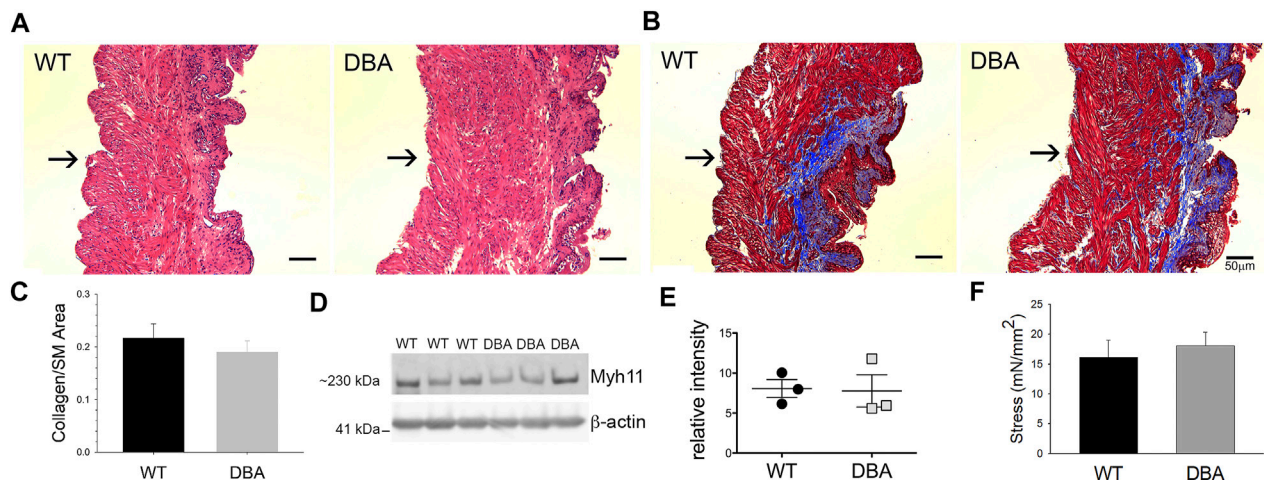 A
WT
DBA
B
WT
DBA
50μm
C
Collagen/SM Area
0.3
0.2
0.1
0.0
WT
DBA
D
WT WT WT DBA DBA DBA
~230 kDa
Myh11
41 kDa
β-actin
E
relative intensity
15
10
5
0
WT
DBA
F
Stress (mN/mm²)
25
20
15
10
5
0
WT
DBA